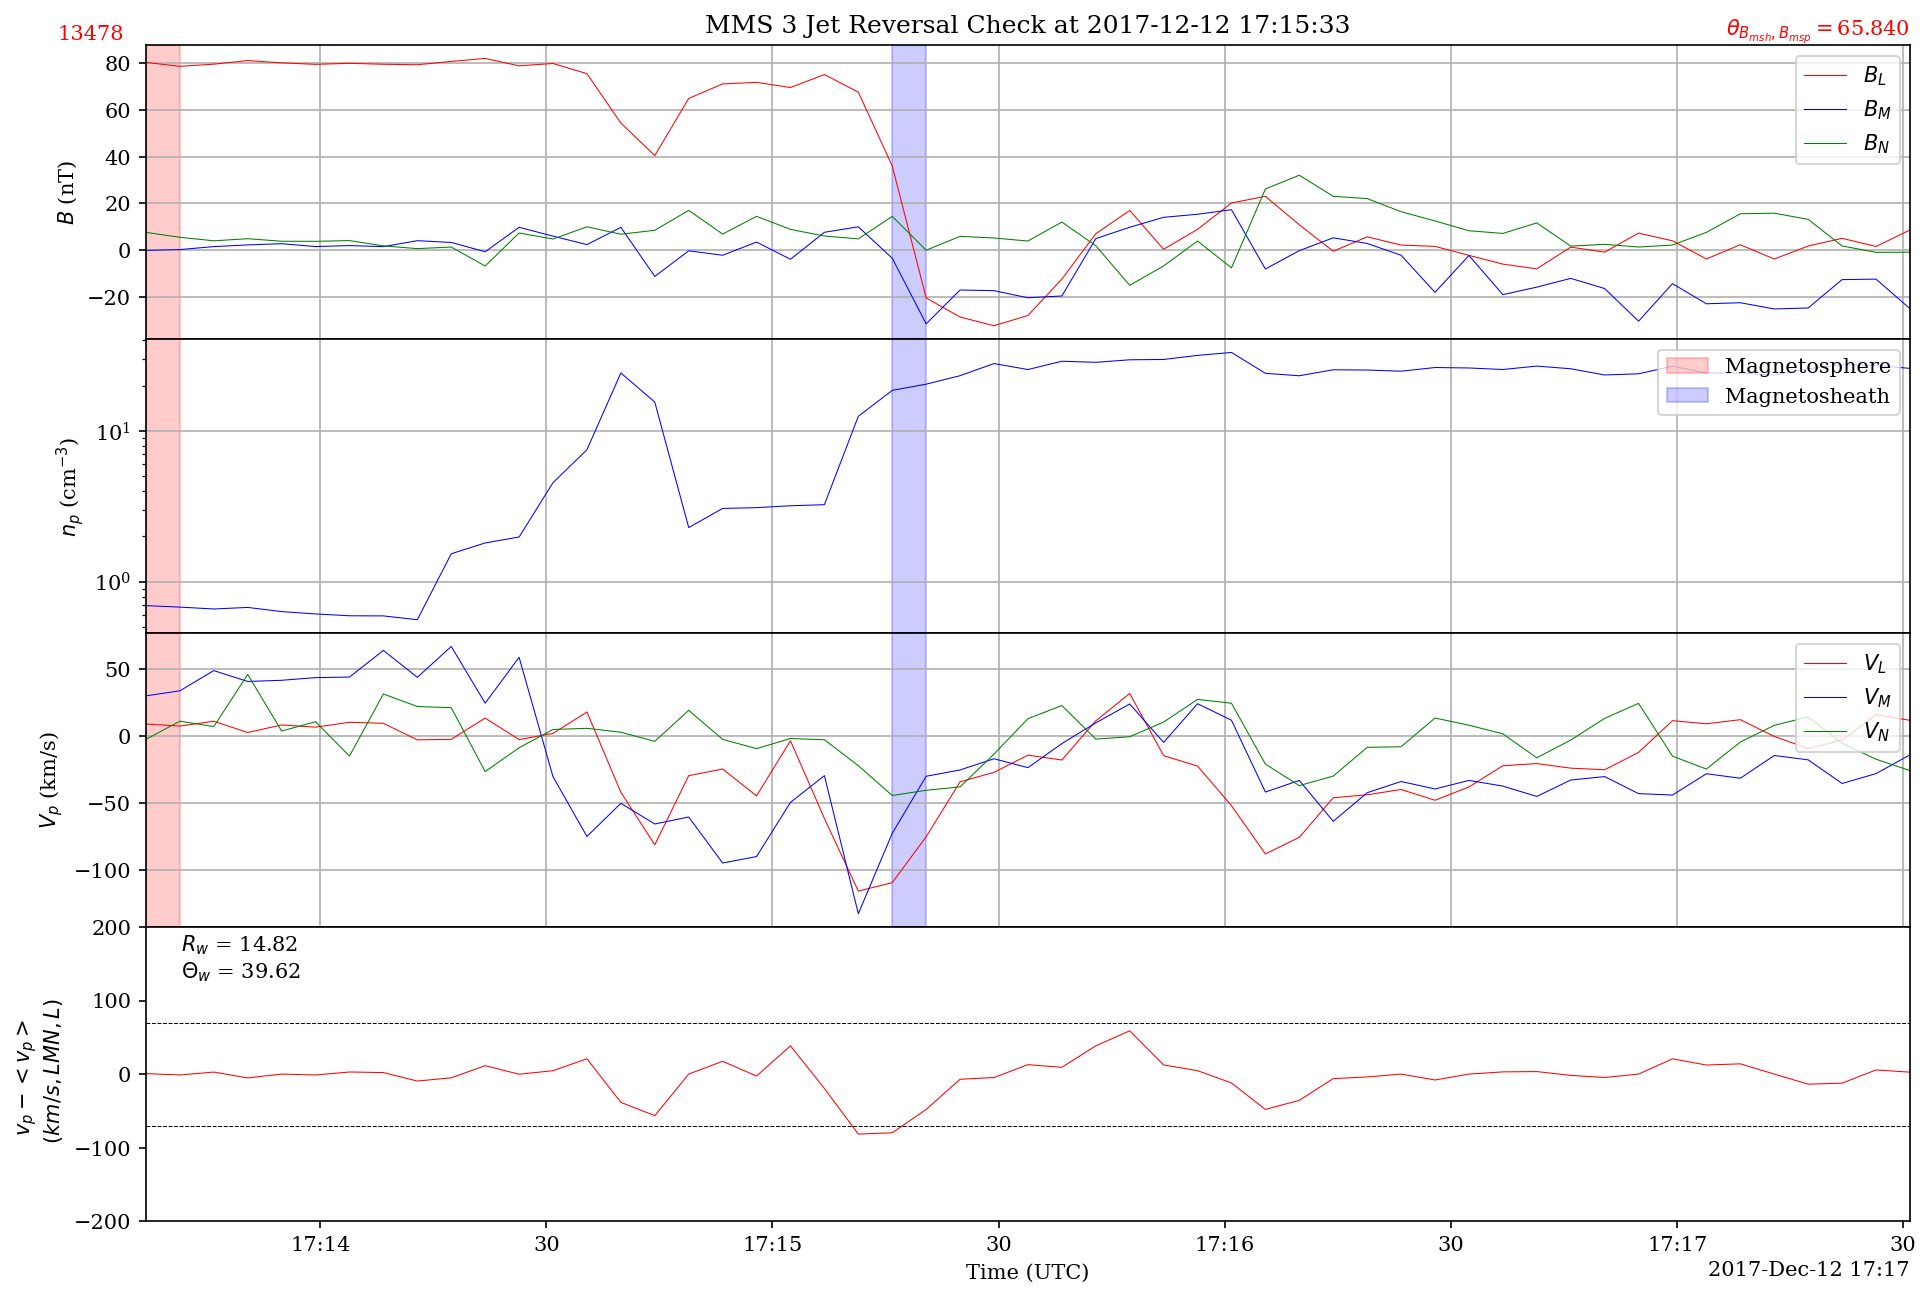 MMS 3 Jet Reversal Check at 2017-12-12 17:15:33
13478
θ_{B_{msh}, B_{msp}} = 65.840
80
60
40
20
0
−20
B (nT)
B_L
B_M
B_N
10^1
10^0
n_p (cm^{−3})
Magnetosphere
Magnetosheath
50
0
−50
−100
V_p (km/s)
V_L
V_M
V_N
200
100
0
−100
−200
v_p − < v_p >
(km/s, LMN, L)
R_w = 14.82
Θ_w = 39.62
17:14 30 17:15 30 17:16 30 17:17 30
Time (UTC)
2017-Dec-12 17:17